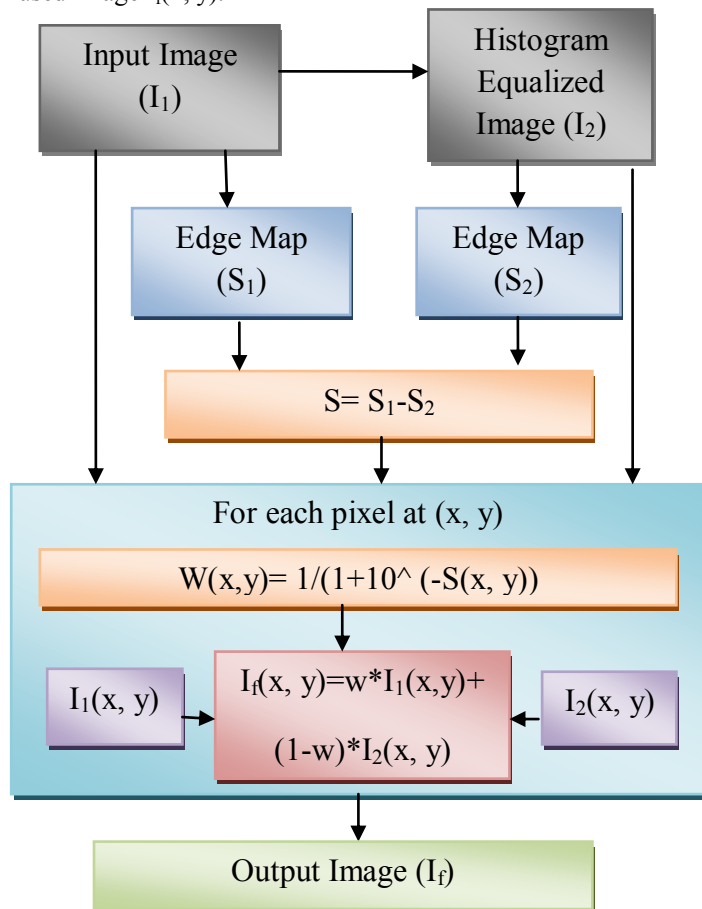 Input Image
(I₁)
Histogram
Equalized
Image (I₂)
Edge Map
(S₁)
Edge Map
(S₂)
S= S₁-S₂
For each pixel at (x, y)
W(x,y)= 1/(1+10^ (-S(x, y))
I₁(x, y)
I_f(x, y)=w*I₁(x,y)+
(1-w)*I₂(x, y)
I₂(x, y)
Output Image (I_f)